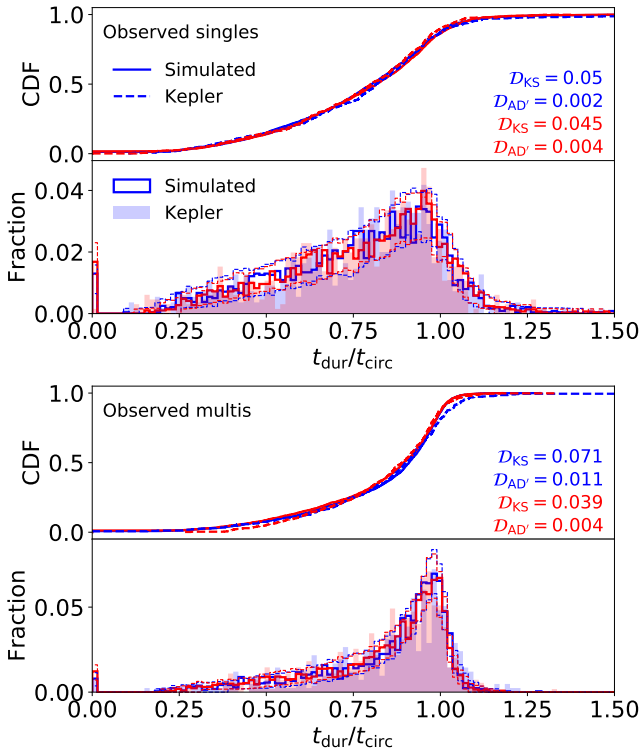 CDF
1.0
0.5
0.0
Observed singles
Simulated
Kepler
𝒟KS = 0.05
𝒟AD′ = 0.002
𝒟KS = 0.045
𝒟AD′ = 0.004
Fraction
0.04
0.02
0.00
Simulated
Kepler
0.00 0.25 0.50 0.75 1.00 1.25 1.50
tdur/tcirc
CDF
1.0
0.5
0.0
Observed multis
𝒟KS = 0.071
𝒟AD′ = 0.011
𝒟KS = 0.039
𝒟AD′ = 0.004
Fraction
0.05
0.00
0.00 0.25 0.50 0.75 1.00 1.25 1.50
tdur/tcirc